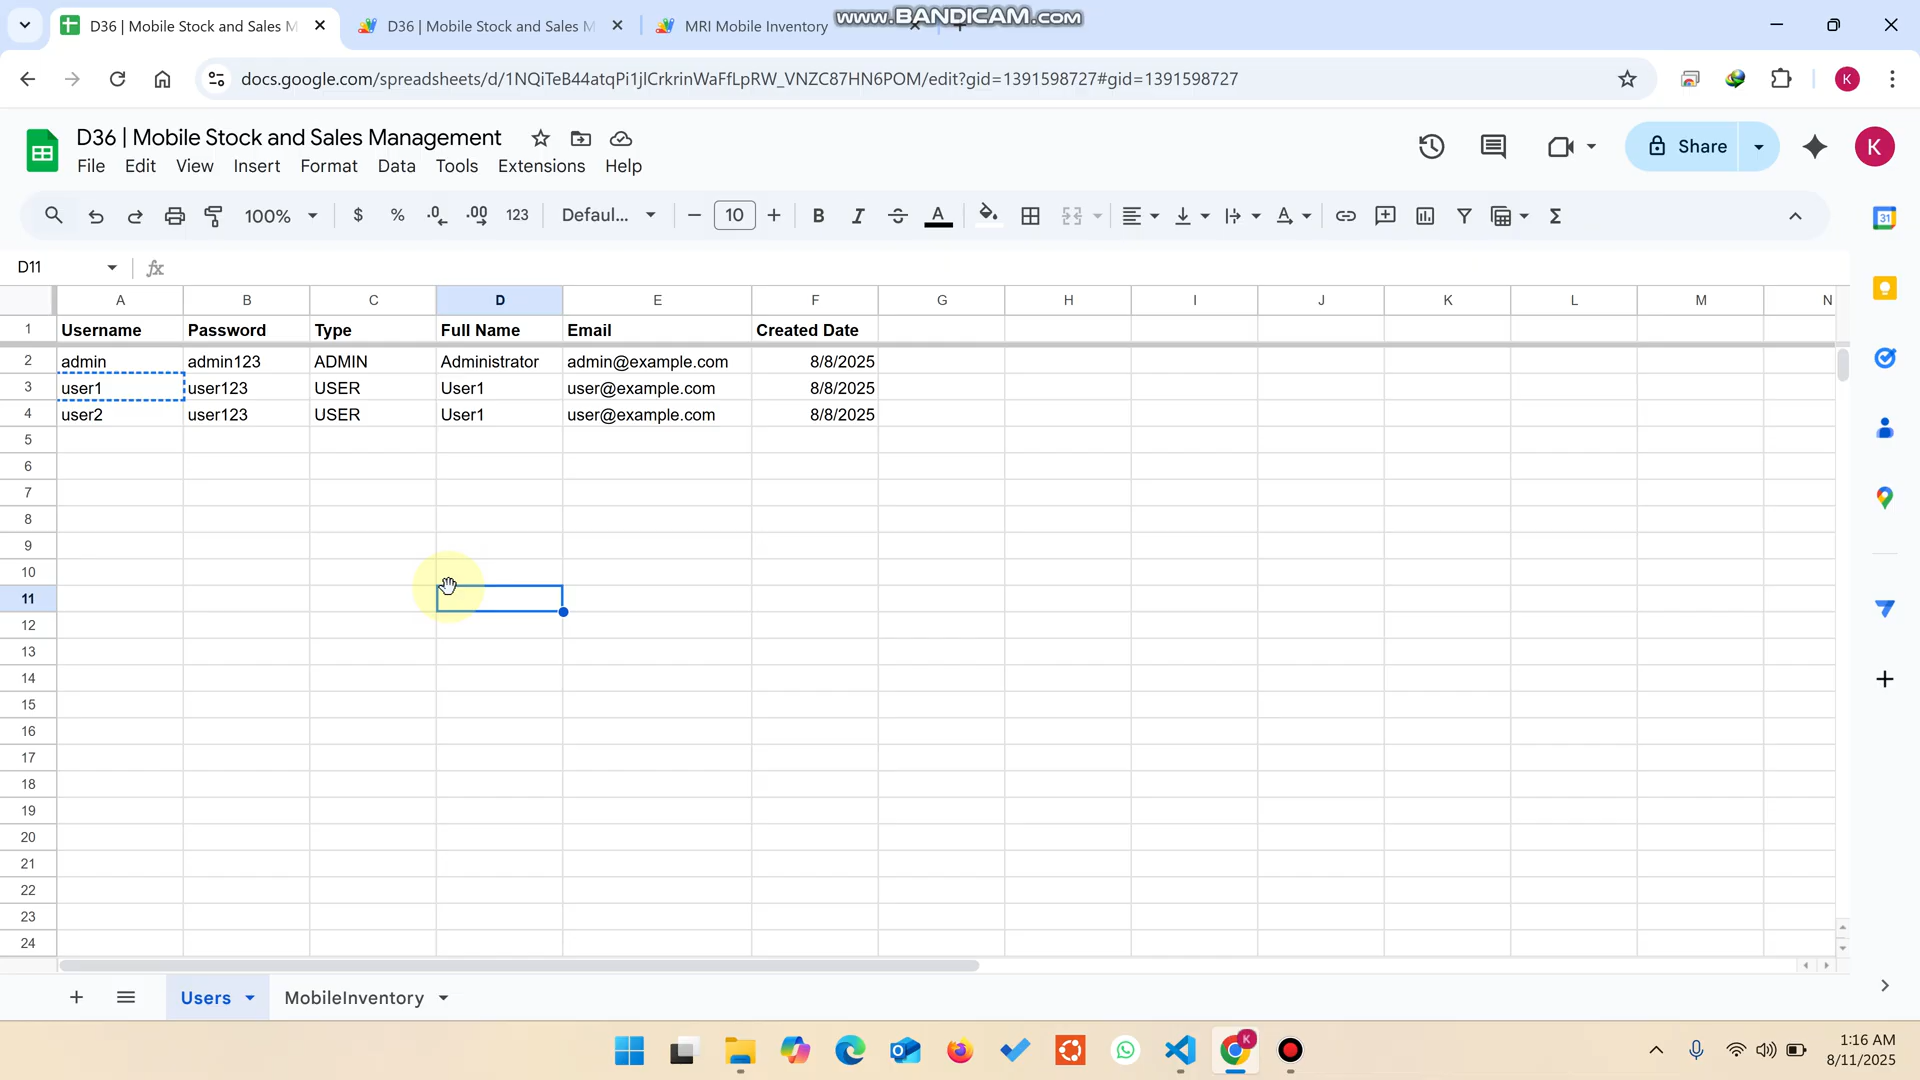 D36 | Mobile Stock and Sales M
D36 | Mobile Stock and Sales M
MRI Mobile Inventory
www.BANDICAM.com
docs.google.com/spreadsheets/d/1NQiTeB44atqPi1jlCrkrinWaFfLpRW_VNZC87HN6POM/edit?gid=1391598727#gid=1391598727
K
D36 | Mobile Stock and Sales Management
File Edit View Insert Format Data Tools Extensions Help
Share
K
100% $ % .0 .00 123 Defaul... 10 B I S A
D11 fx
31
A B C D E F G H I J K L M N
1 Username Password Type Full Name Email Created Date
2 admin admin123 ADMIN Administrator admin@example.com 8/8/2025
3 user1 user123 USER User1 user@example.com 8/8/2025
4 user2 user123 USER User1 user@example.com 8/8/2025
5
6
7
8
9
10
11
12
13
14
15
16
17
18
19
20
21
22
23
24
Users MobileInventory
K
1:16 AM
8/11/2025